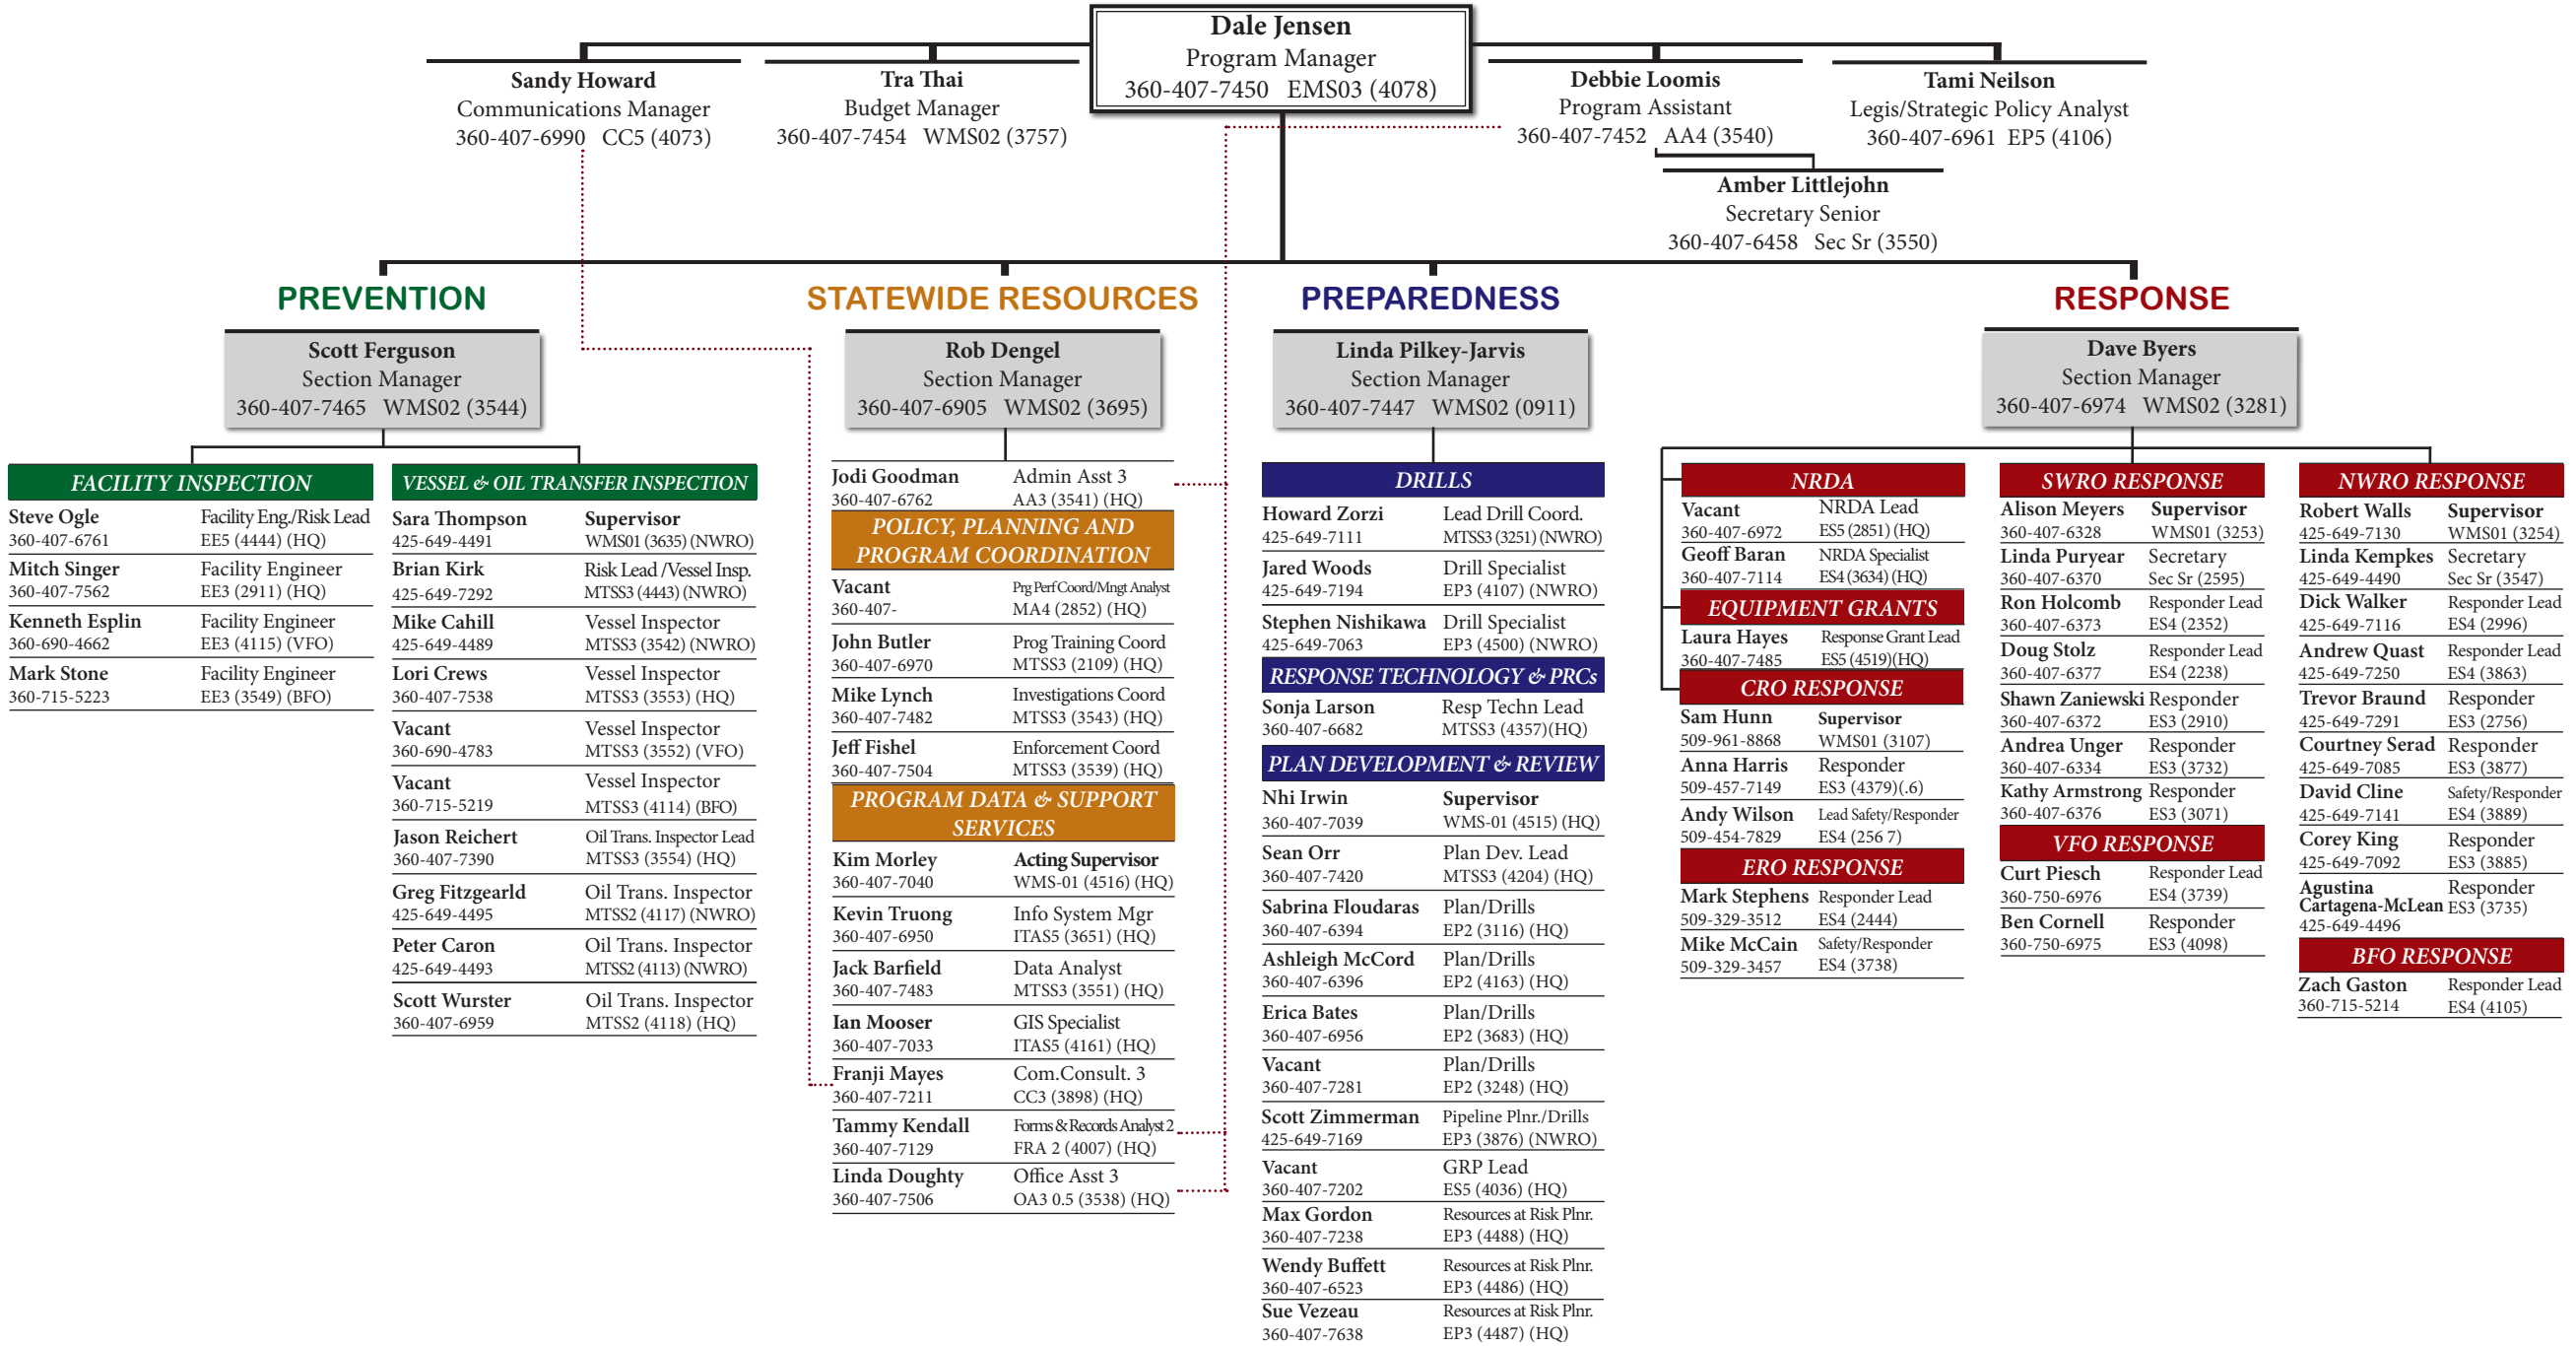 Dale Jensen
Program Manager
360-407-7450 EMS03 (4078)
Sandy Howard
Communications Manager
360-407-6990 CC5 (4073)
Tra Thai
Budget Manager
360-407-7454 WMS02 (3757)
Debbie Loomis
Program Assistant
360-407-7452 AA4 (3540)
Tami Neilson
Legis/Strategic Policy Analyst
360-407-6961 EP5 (4106)
Amber Littlejohn
Secretary Senior
360-407-6458 Sec Sr (3550)
PREVENTION
Scott Ferguson
Section Manager
360-407-7465 WMS02 (3544)
FACILITY INSPECTION
Steve Ogle Facility Eng./Risk Lead
360-407-6761 EE5 (4444) (HQ)
Mitch Singer Facility Engineer
360-407-7562 EE3 (2911) (HQ)
Kenneth Esplin Facility Engineer
360-690-4662 EE3 (4115) (VFO)
Mark Stone Facility Engineer
360-715-5223 EE3 (3549) (BFO)
VESSEL & OIL TRANSFER INSPECTION
Sara Thompson Supervisor
425-649-4491 WMS01 (3635) (NWRO)
Brian Kirk Risk Lead /Vessel Insp.
425-649-7292 MTSS3 (4443) (NWRO)
Mike Cahill Vessel Inspector
425-649-4489 MTSS3 (3542) (NWRO)
Lori Crews Vessel Inspector
360-407-7538 MTSS3 (3553) (HQ)
Vacant Vessel Inspector
360-690-4783 MTSS3 (3552) (VFO)
Vacant Vessel Inspector
360-715-5219 MTSS3 (4114) (BFO)
Jason Reichert Oil Trans. Inspector Lead
360-407-7390 MTSS3 (3554) (HQ)
Greg Fitzgearld Oil Trans. Inspector
425-649-4495 MTSS2 (4117) (NWRO)
Peter Caron Oil Trans. Inspector
425-649-4493 MTSS2 (4113) (NWRO)
Scott Wurster Oil Trans. Inspector
360-407-6959 MTSS2 (4118) (HQ)
STATEWIDE RESOURCES
Rob Dengel
Section Manager
360-407-6905 WMS02 (3695)
Jodi Goodman Admin Asst 3
360-407-6762 AA3 (3541) (HQ)
POLICY, PLANNING AND
PROGRAM COORDINATION
Vacant Prg Perf Coord/Mngt Analyst
360-407- MA4 (2852) (HQ)
John Butler Prog Training Coord
360-407-6970 MTSS3 (2109) (HQ)
Mike Lynch Investigations Coord
360-407-7482 MTSS3 (3543) (HQ)
Jeff Fishel Enforcement Coord
360-407-7504 MTSS3 (3539) (HQ)
PROGRAM DATA & SUPPORT
SERVICES
Kim Morley Acting Supervisor
360-407-7040 WMS-01 (4516) (HQ)
Kevin Truong Info System Mgr
360-407-6950 ITAS5 (3651) (HQ)
Jack Barfield Data Analyst
360-407-7483 MTSS3 (3551) (HQ)
Ian Mooser GIS Specialist
360-407-7033 ITAS5 (4161) (HQ)
Franji Mayes Com.Consult. 3
360-407-7211 CC3 (3898) (HQ)
Tammy Kendall Forms & Records Analyst 2
360-407-7129 FRA 2 (4007) (HQ)
Linda Doughty Office Asst 3
360-407-7506 OA3 0.5 (3538) (HQ)
PREPAREDNESS
Linda Pilkey-Jarvis
Section Manager
360-407-7447 WMS02 (0911)
DRILLS
Howard Zorzi Lead Drill Coord.
425-649-7111 MTSS3 (3251) (NWRO)
Jared Woods Drill Specialist
425-649-7194 EP3 (4107) (NWRO)
Stephen Nishikawa Drill Specialist
425-649-7063 EP3 (4500) (NWRO)
RESPONSE TECHNOLOGY & PRCs
Sonja Larson Resp Techn Lead
360-407-6682 MTSS3 (4357)(HQ)
PLAN DEVELOPMENT & REVIEW
Nhi Irwin Supervisor
360-407-7039 WMS-01 (4515) (HQ)
Sean Orr Plan Dev. Lead
360-407-7420 MTSS3 (4204) (HQ)
Sabrina Floudaras Plan/Drills
360-407-6394 EP2 (3116) (HQ)
Ashleigh McCord Plan/Drills
360-407-6396 EP2 (4163) (HQ)
Erica Bates Plan/Drills
360-407-6956 EP2 (3683) (HQ)
Vacant Plan/Drills
360-407-7281 EP2 (3248) (HQ)
Scott Zimmerman Pipeline Plnr./Drills
425-649-7169 EP3 (3876) (NWRO)
Vacant GRP Lead
360-407-7202 ES5 (4036) (HQ)
Max Gordon Resources at Risk Plnr.
360-407-7238 EP3 (4488) (HQ)
Wendy Buffett Resources at Risk Plnr.
360-407-6523 EP3 (4486) (HQ)
Sue Vezeau Resources at Risk Plnr.
360-407-7638 EP3 (4487) (HQ)
RESPONSE
Dave Byers
Section Manager
360-407-6974 WMS02 (3281)
NRDA
Vacant NRDA Lead
360-407-6972 ES5 (2851) (HQ)
Geoff Baran NRDA Specialist
360-407-7114 ES4 (3634) (HQ)
EQUIPMENT GRANTS
Laura Hayes Response Grant Lead
360-407-7485 ES5 (4519)(HQ)
CRO RESPONSE
Sam Hunn Supervisor
509-961-8868 WMS01 (3107)
Anna Harris Responder
509-457-7149 ES3 (4379)(.6)
Andy Wilson Lead Safety/Responder
509-454-7829 ES4 (256 7)
ERO RESPONSE
Mark Stephens Responder Lead
509-329-3512 ES4 (2444)
Mike McCain Safety/Responder
509-329-3457 ES4 (3738)
SWRO RESPONSE
Alison Meyers Supervisor
360-407-6328 WMS01 (3253)
Linda Puryear Secretary
360-407-6370 Sec Sr (2595)
Ron Holcomb Responder Lead
360-407-6373 ES4 (2352)
Doug Stolz Responder Lead
360-407-6377 ES4 (2238)
Shawn Zaniewski Responder
360-407-6372 ES3 (2910)
Andrea Unger Responder
360-407-6334 ES3 (3732)
Kathy Armstrong Responder
360-407-6376 ES3 (3071)
VFO RESPONSE
Curt Piesch Responder Lead
360-750-6976 ES4 (3739)
Ben Cornell Responder
360-750-6975 ES3 (4098)
NWRO RESPONSE
Robert Walls Supervisor
425-649-7130 WMS01 (3254)
Linda Kempkes Secretary
425-649-4490 Sec Sr (3547)
Dick Walker Responder Lead
425-649-7116 ES4 (2996)
Andrew Quast Responder Lead
425-649-7250 ES4 (3863)
Trevor Braund Responder
425-649-7291 ES3 (2756)
Courtney Serad Responder
425-649-7085 ES3 (3877)
David Cline Safety/Responder
425-649-7141 ES4 (3889)
Corey King Responder
425-649-7092 ES3 (3885)
Agustina Responder
Cartagena-McLean ES3 (3735)
425-649-4496
BFO RESPONSE
Zach Gaston Responder Lead
360-715-5214 ES4 (4105)